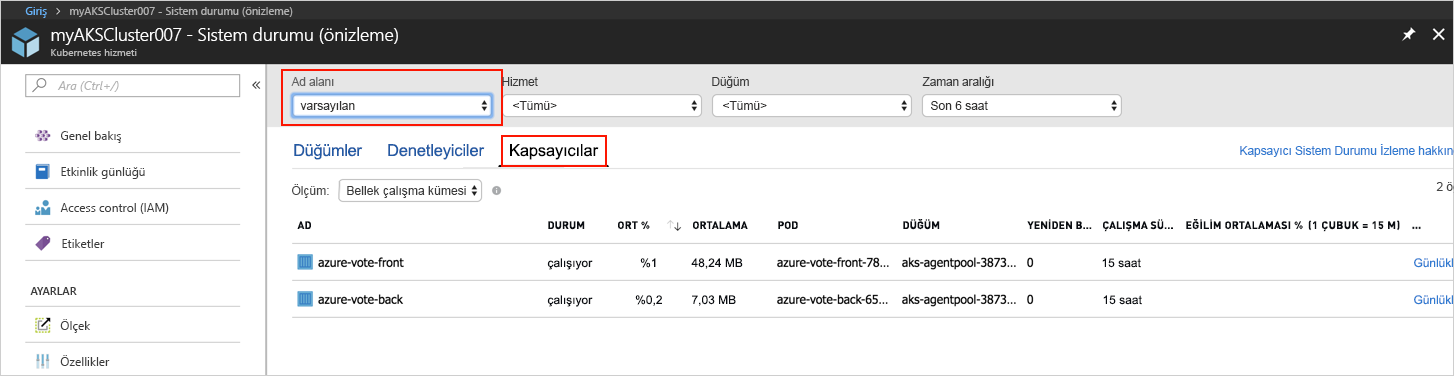 Giriş > myAKSCluster007 - Sistem durumu (önizleme)
myAKSCluster007 - Sistem durumu (önizleme)
Kubernetes hizmeti
Ara (Ctrl+/)
Genel bakış
Etkinlik günlüğü
Access control (IAM)
Etiketler
AYARLAR
Ölçek
Özellikler
Ad alanı Hizmet Düğüm Zaman aralığı
varsayılan <Tümü> <Tümü> Son 6 saat
Düğümler Denetleyiciler Kapsayıcılar Kapsayıcı Sistem Durumu İzleme hakkın
Ölçüm: Bellek çalışma kümesi 2 ö
AD DURUM ORT % ORTALAMA POD DÜĞÜM YENİDEN B... ÇALIŞMA SÜ... EĞİLİM ORTALAMASI % (1 ÇUBUK = 15 M) ...
azure-vote-front çalışıyor %1 48,24 MB azure-vote-front-78... aks-agentpool-3873... 0 15 saat Günlükl
azure-vote-back çalışıyor %0,2 7,03 MB azure-vote-back-65... aks-agentpool-3873... 0 15 saat Günlükl